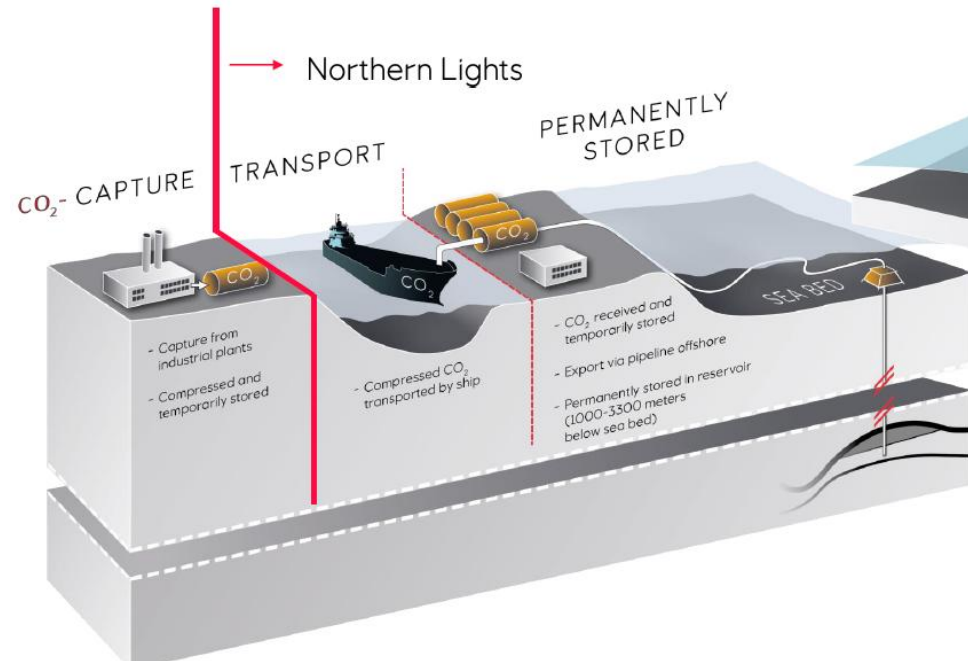 Northern Lights
CO₂- CAPTURE
TRANSPORT
PERMANENTLY
STORED
CO₂
CO₂
CO₂
SEA BED
- Capture from
industrial plants
- Compressed and
temporarily stored
- Compressed CO₂
transported by ship
- CO₂ received and
temporarily stored
- Export via pipeline offshore
- Permanently stored in reservoir
(1000-3300 meters
below sea bed)